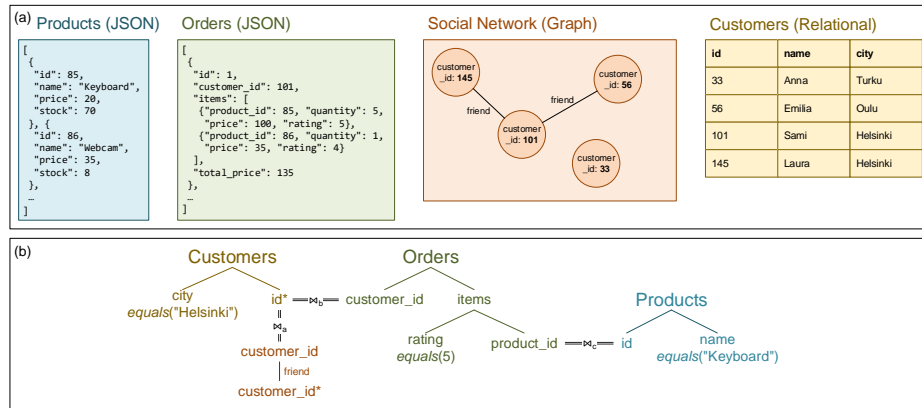 (a)
Products (JSON)
[
{
"id": 85,
"name": "Keyboard",
"price": 20,
"stock": 70
}, {
"id": 86,
"name": "Webcam",
"price": 35,
"stock": 8
},
…
]
Orders (JSON)
[
{
"id": 1,
"customer_id": 101,
"items": [
{"product_id": 85, "quantity": 5,
"price": 100, "rating": 5},
{"product_id": 86, "quantity": 1,
"price": 35, "rating": 4}
],
"total_price": 135
},
…
]
Social Network (Graph)
customer
_id: 145
customer
_id: 56
friend
friend
customer
_id: 101
customer
_id: 33
Customers (Relational)
id name city
33 Anna Turku
56 Emilia Oulu
101 Sami Helsinki
145 Laura Helsinki
(b)
Customers
city
equals("Helsinki")
id*
⋈b
⋈a
customer_id
friend
customer_id*
Orders
customer_id
items
rating
equals(5)
product_id
⋈c
Products
id
name
equals("Keyboard")